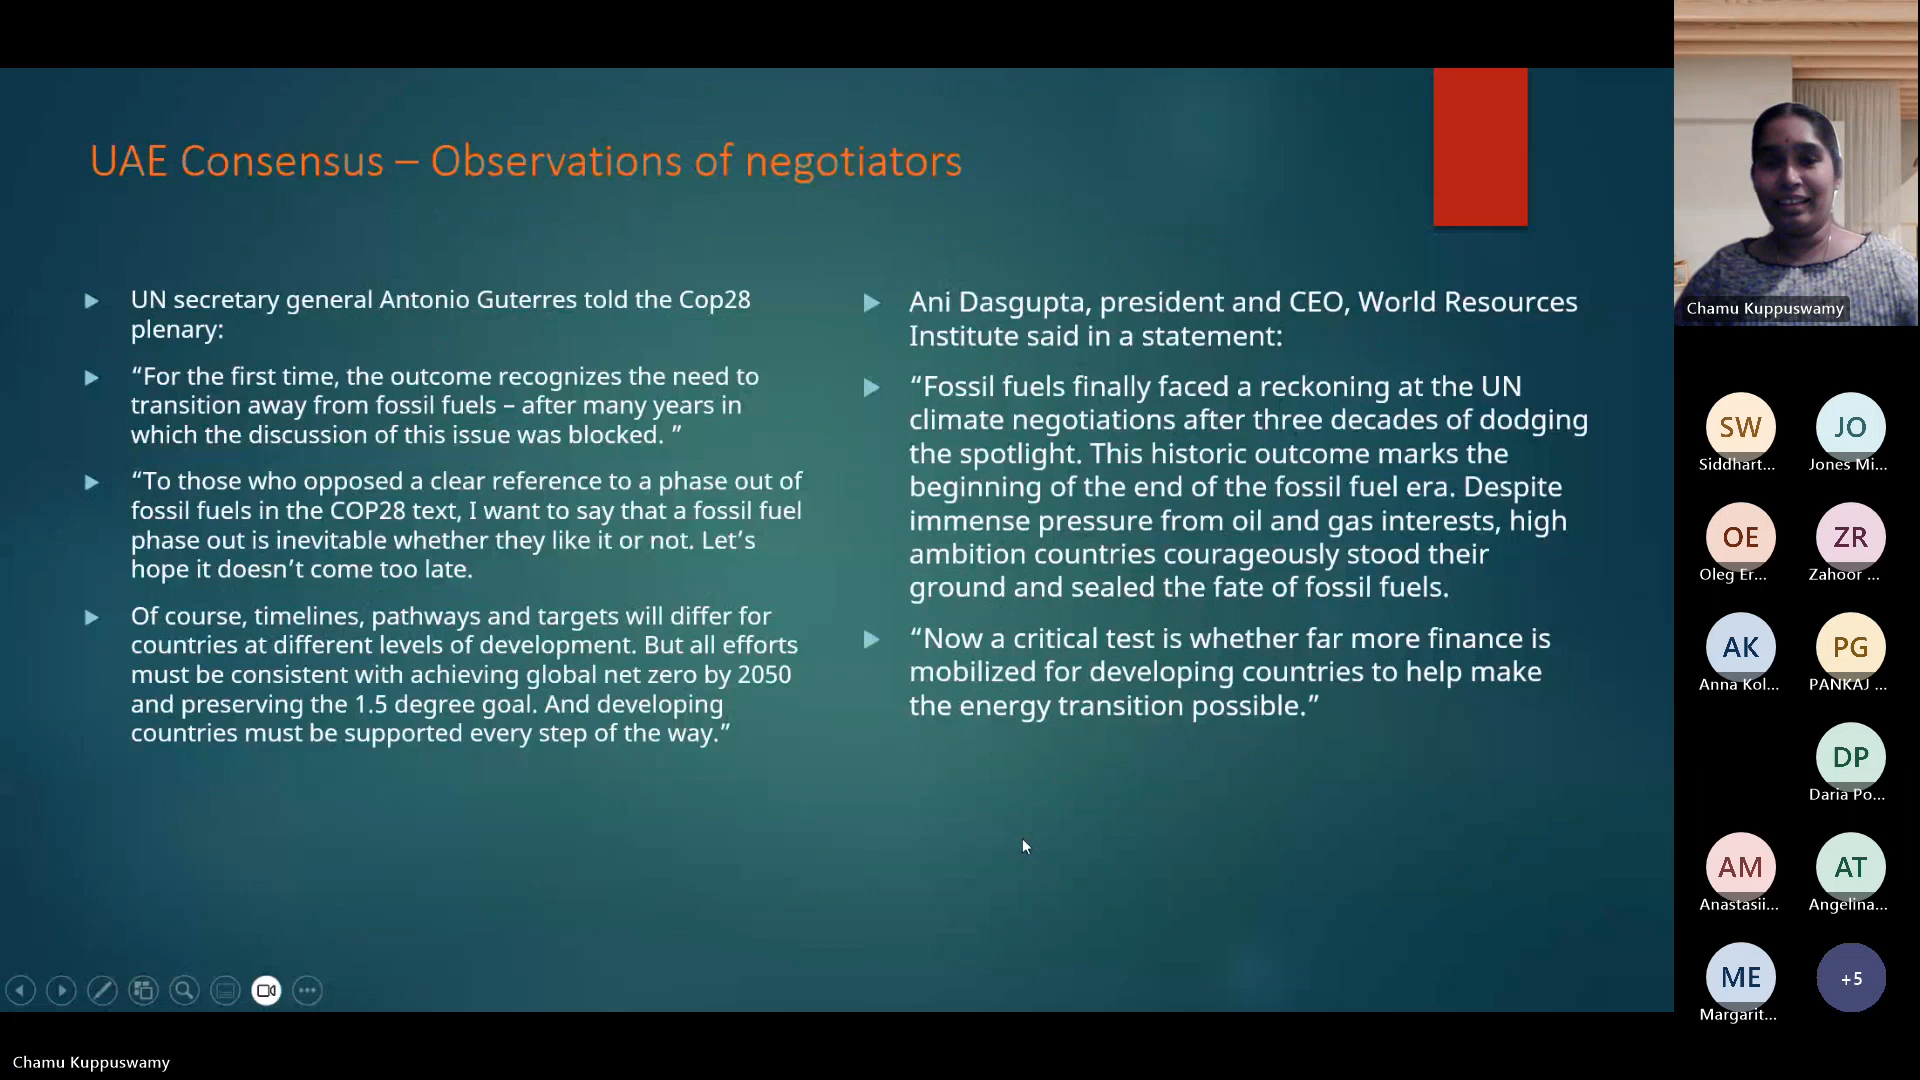 UAE Consensus – Observations of negotiators
UN secretary general Antonio Guterres told the Cop28
plenary:
“For the first time, the outcome recognizes the need to
transition away from fossil fuels – after many years in
which the discussion of this issue was blocked. ”
“To those who opposed a clear reference to a phase out of
fossil fuels in the COP28 text, I want to say that a fossil fuel
phase out is inevitable whether they like it or not. Let’s
hope it doesn’t come too late.
Of course, timelines, pathways and targets will differ for
countries at different levels of development. But all efforts
must be consistent with achieving global net zero by 2050
and preserving the 1.5 degree goal. And developing
countries must be supported every step of the way.”
Ani Dasgupta, president and CEO, World Resources
Institute said in a statement:
“Fossil fuels finally faced a reckoning at the UN
climate negotiations after three decades of dodging
the spotlight. This historic outcome marks the
beginning of the end of the fossil fuel era. Despite
immense pressure from oil and gas interests, high
ambition countries courageously stood their
ground and sealed the fate of fossil fuels.
“Now a critical test is whether far more finance is
mobilized for developing countries to help make
the energy transition possible.”
Chamu Kuppuswamy
SW
Siddhart...
JO
Jones Mi...
OE
Oleg Er...
ZR
Zahoor ...
AK
Anna Kol...
PG
PANKAJ ...
DP
Daria Po...
AM
Anastasii...
AT
Angelina...
ME
Margarit...
+5
Chamu Kuppuswamy